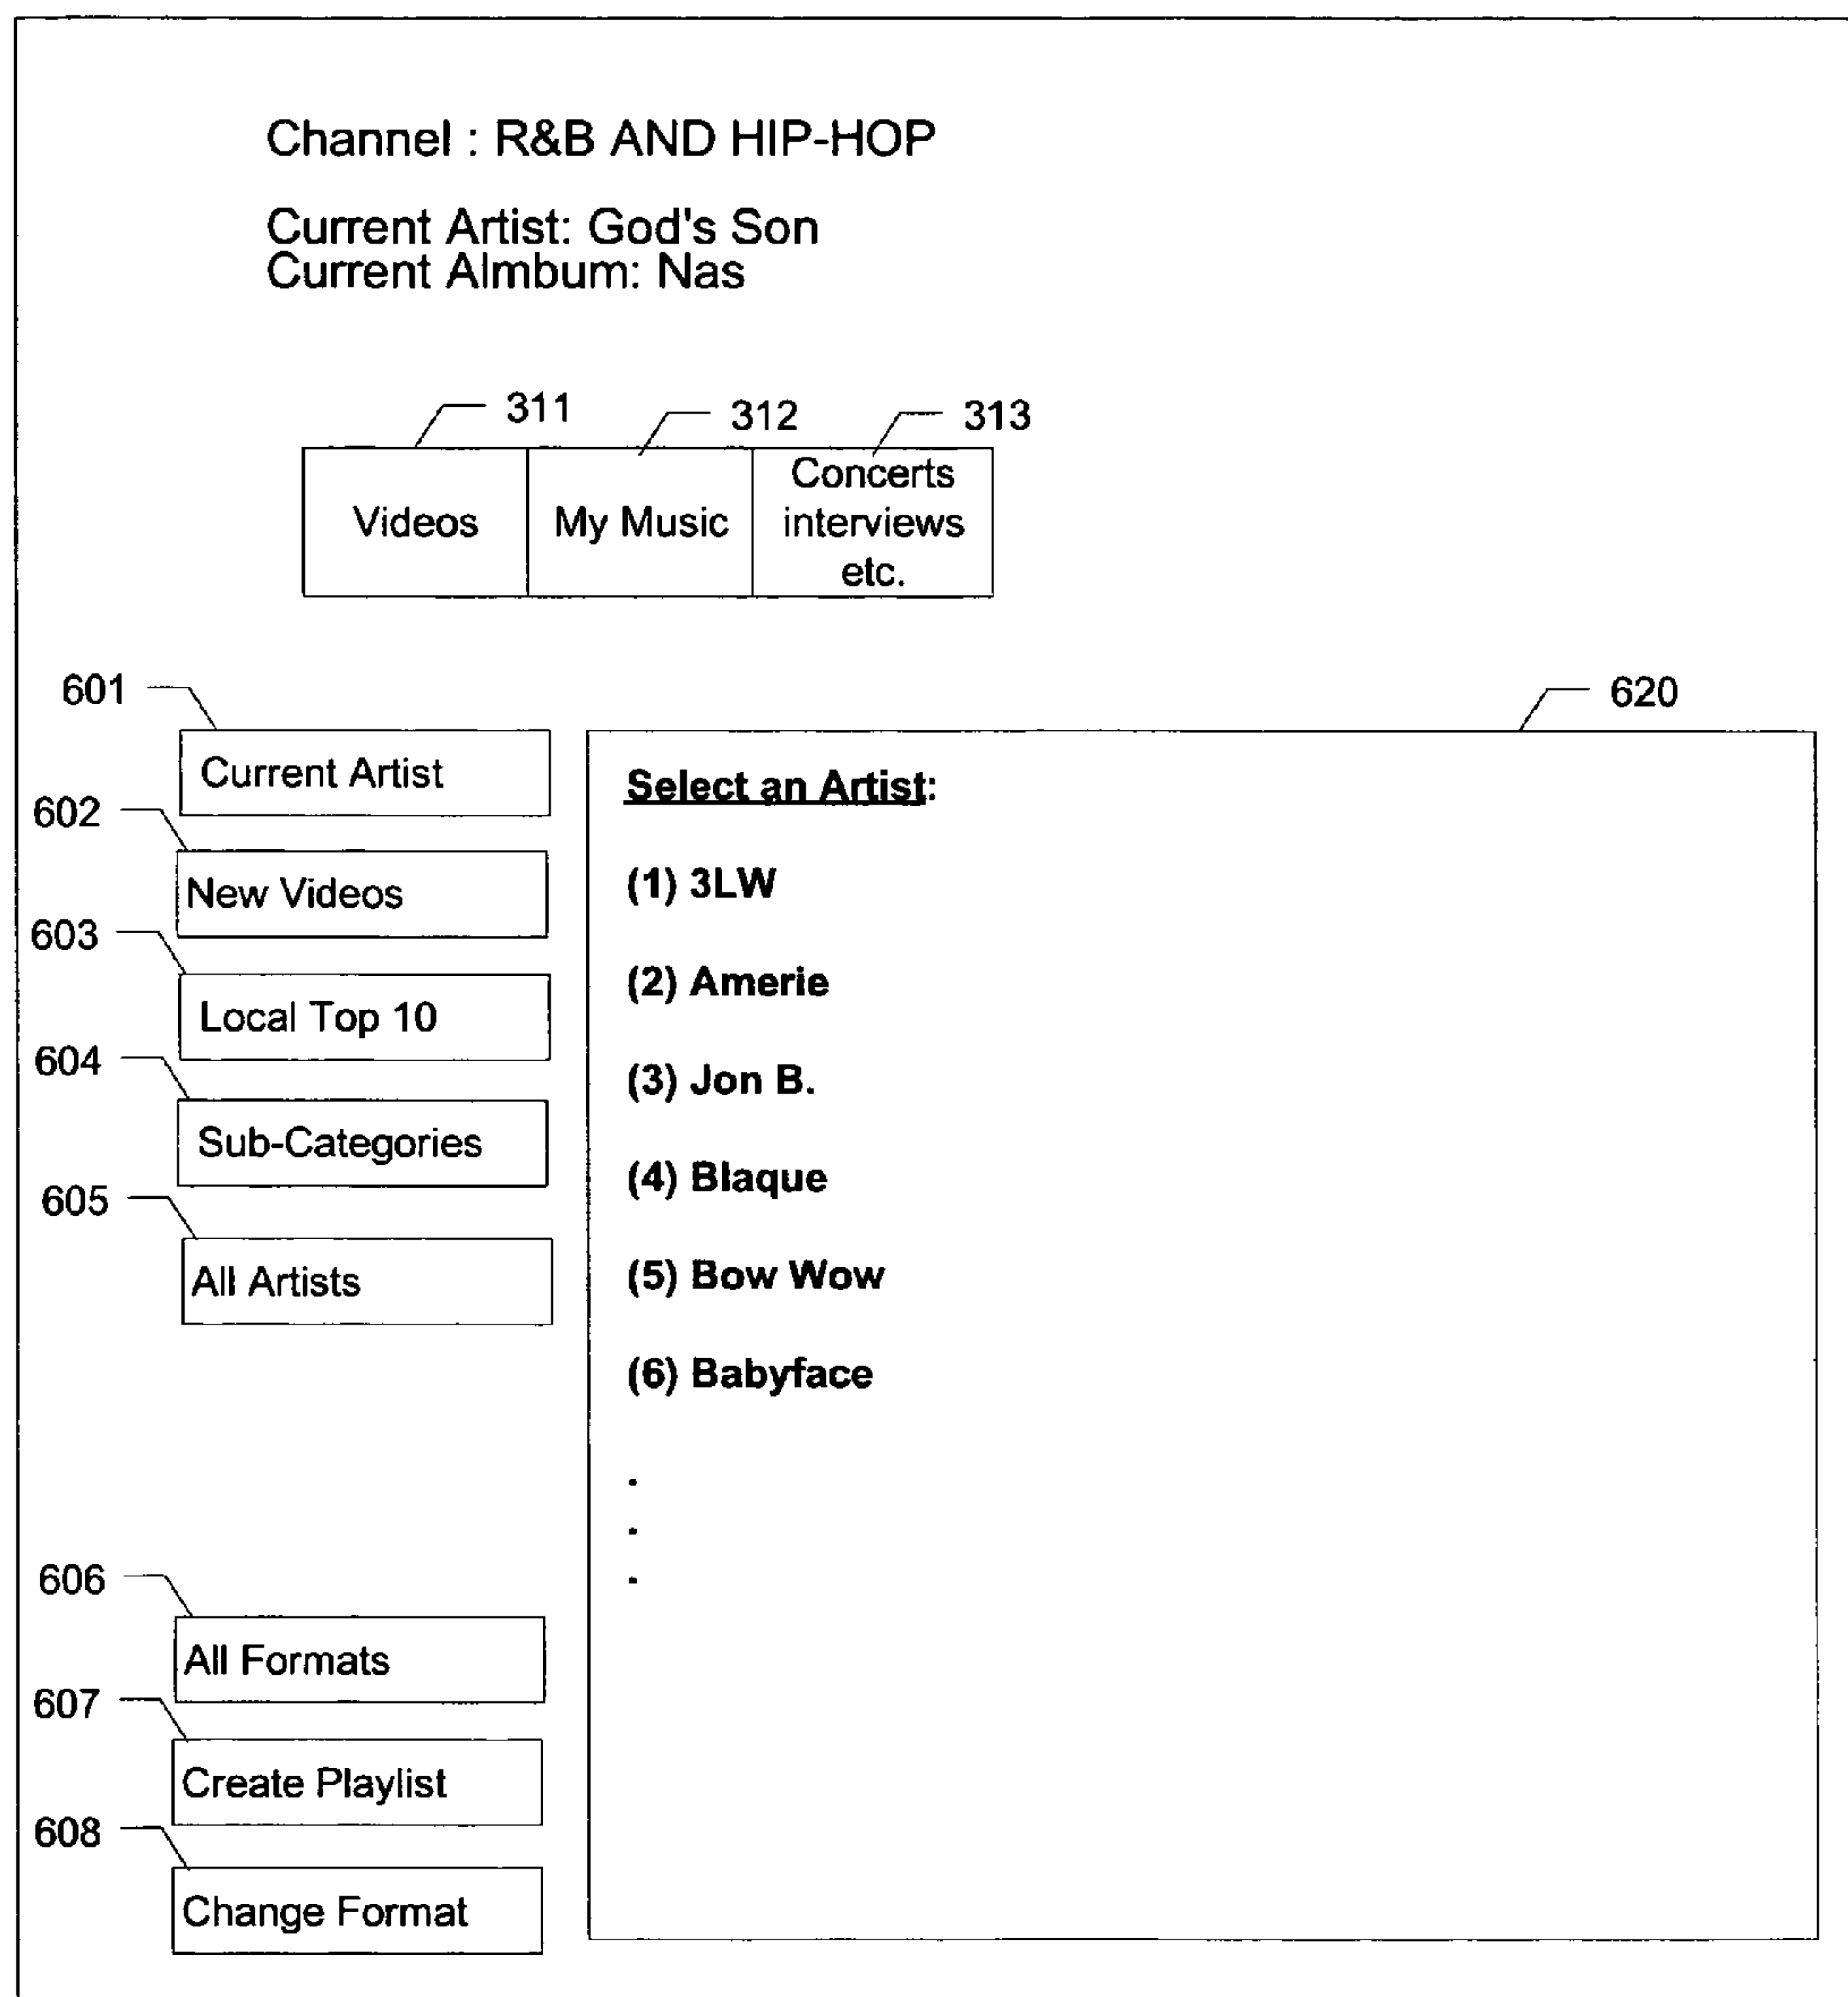 Channel : R&B AND HIP-HOP
Current Artist: God's Son
Current Almbum: Nas
311
312
313
Videos
My Music
Concerts
interviews
etc.
601
Current Artist
602
New Videos
603
Local Top 10
604
Sub-Categories
605
All Artists
606
All Formats
607
Create Playlist
608
Change Format
620
Select an Artist:
(1) 3LW
(2) Amerie
(3) Jon B.
(4) Blaque
(5) Bow Wow
(6) Babyface
.
.
.